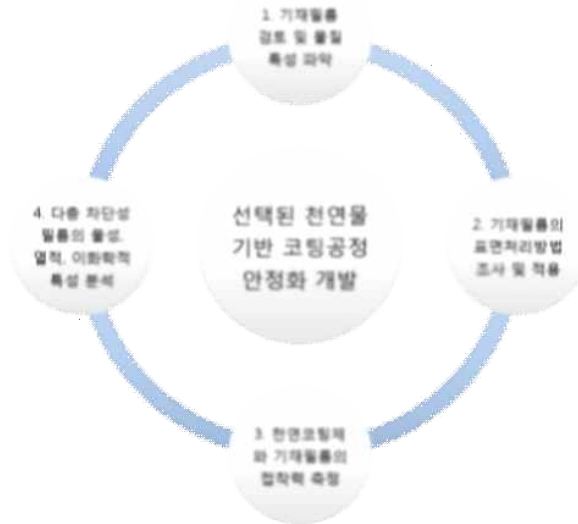 1. 기재필름
검토 및 물질
특성 파악
선택된 천연물
기반 코팅공정
안정화 개발
2. 기재필름의
표면처리방법
조사 및 적용
3. 천연코팅제
와 기재필름의
접착력 측정
4. 다층 차단성
필름의 물성,
열적, 이화학적
특성 분석